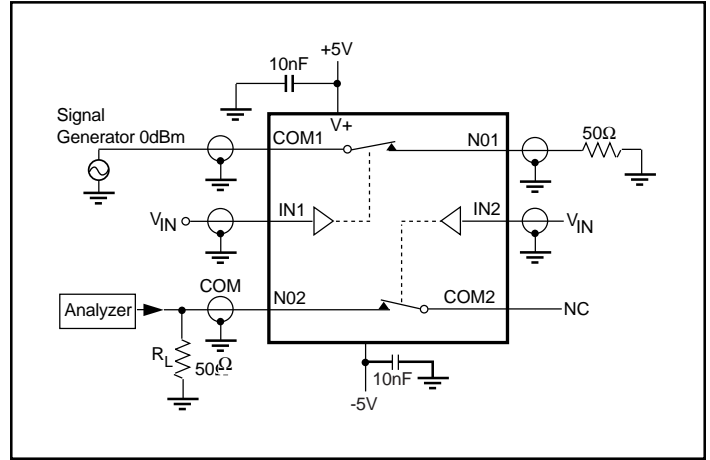 +5V
10nF
Signal
Generator 0dBm
V+
COM1
N01
50Ω
VIN
IN1
IN2
VIN
COM
N02
COM2
NC
Analyzer
RL
50Ω
Ω
10nF
-5V